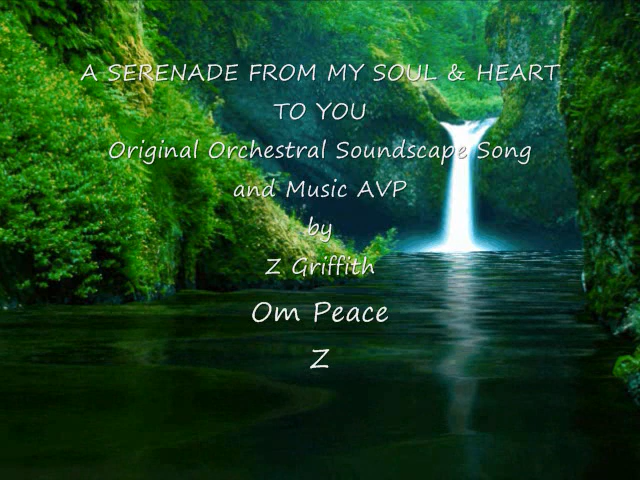 A SERENADE FROM MY SOUL & HEART
TO YOU
Original Orchestral Soundscape Song
and Music AVP
by
Z Griffith
Om Peace
Z